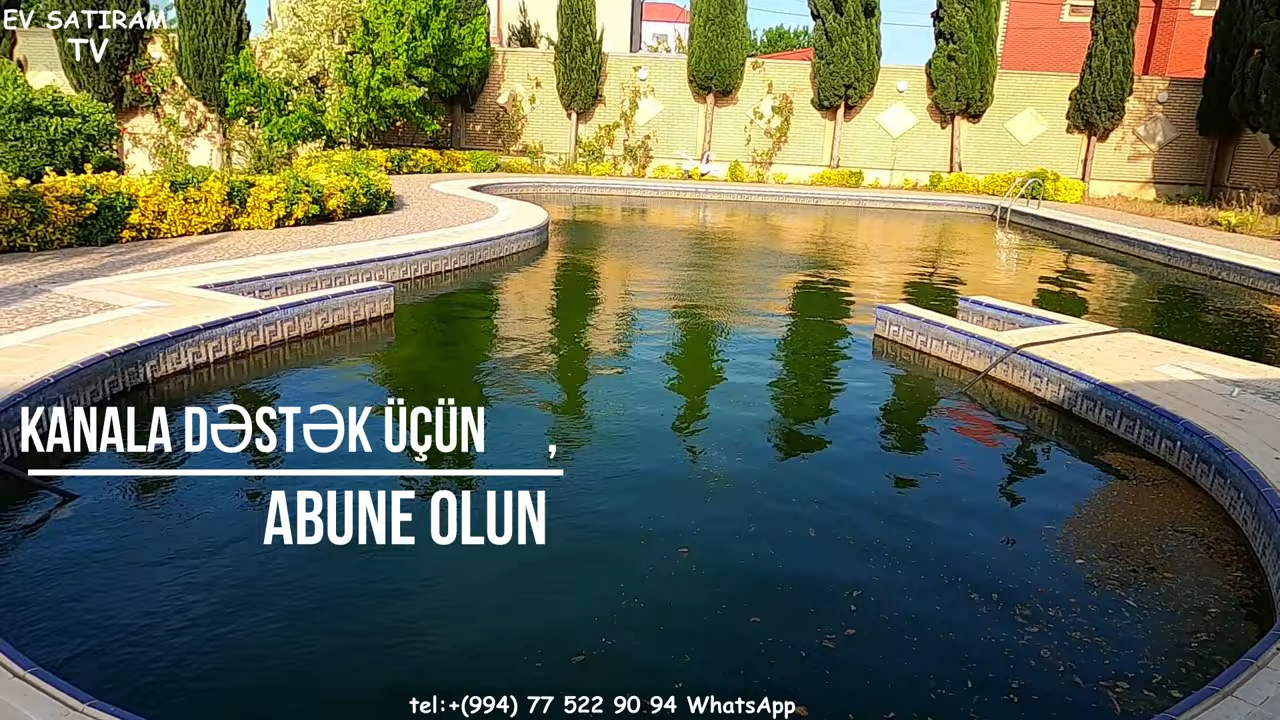 EV SATIRAM
TV
KANALA DƏSTƏK ÜÇÜN ,
ABUNE OLUN
tel:+(994) 77 522 90 94 WhatsApp